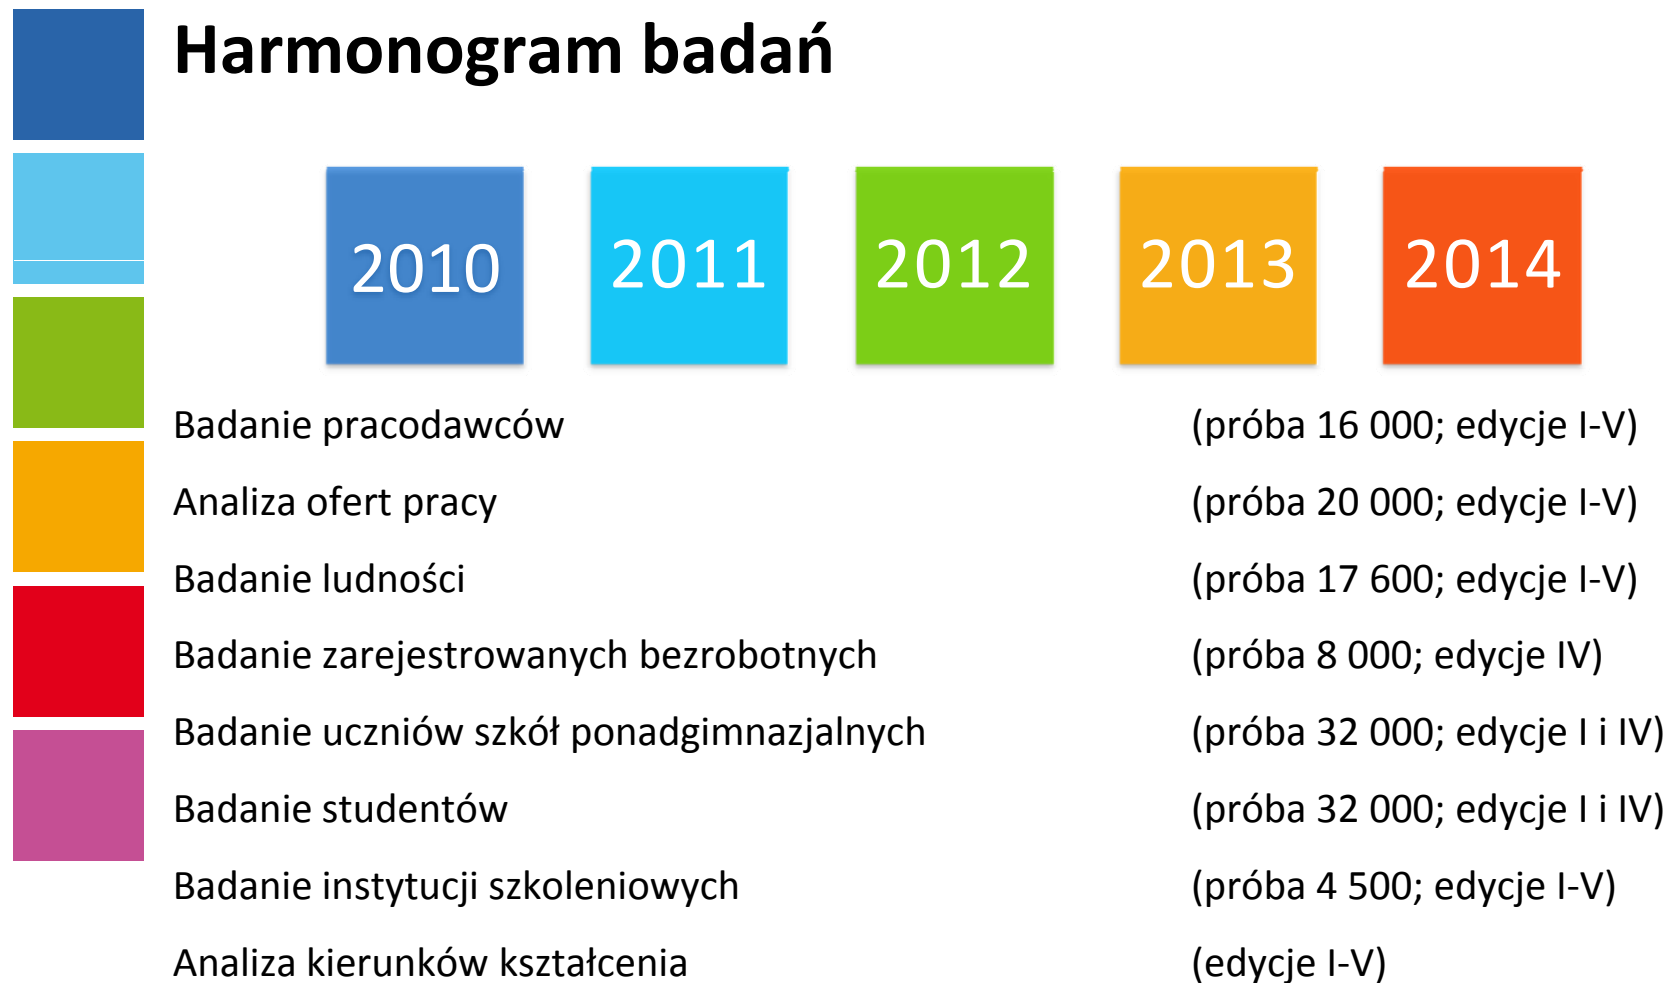 Harmonogram badań
2010 2011 2012 2013 2014
Badanie pracodawców (próba 16 000; edycje I-V)
Analiza ofert pracy (próba 20 000; edycje I-V)
Badanie ludności (próba 17 600; edycje I-V)
Badanie zarejestrowanych bezrobotnych (próba 8 000; edycje IV)
Badanie uczniów szkół ponadgimnazjalnych (próba 32 000; edycje I i IV)
Badanie studentów (próba 32 000; edycje I i IV)
Badanie instytucji szkoleniowych (próba 4 500; edycje I-V)
Analiza kierunków kształcenia (edycje I-V)